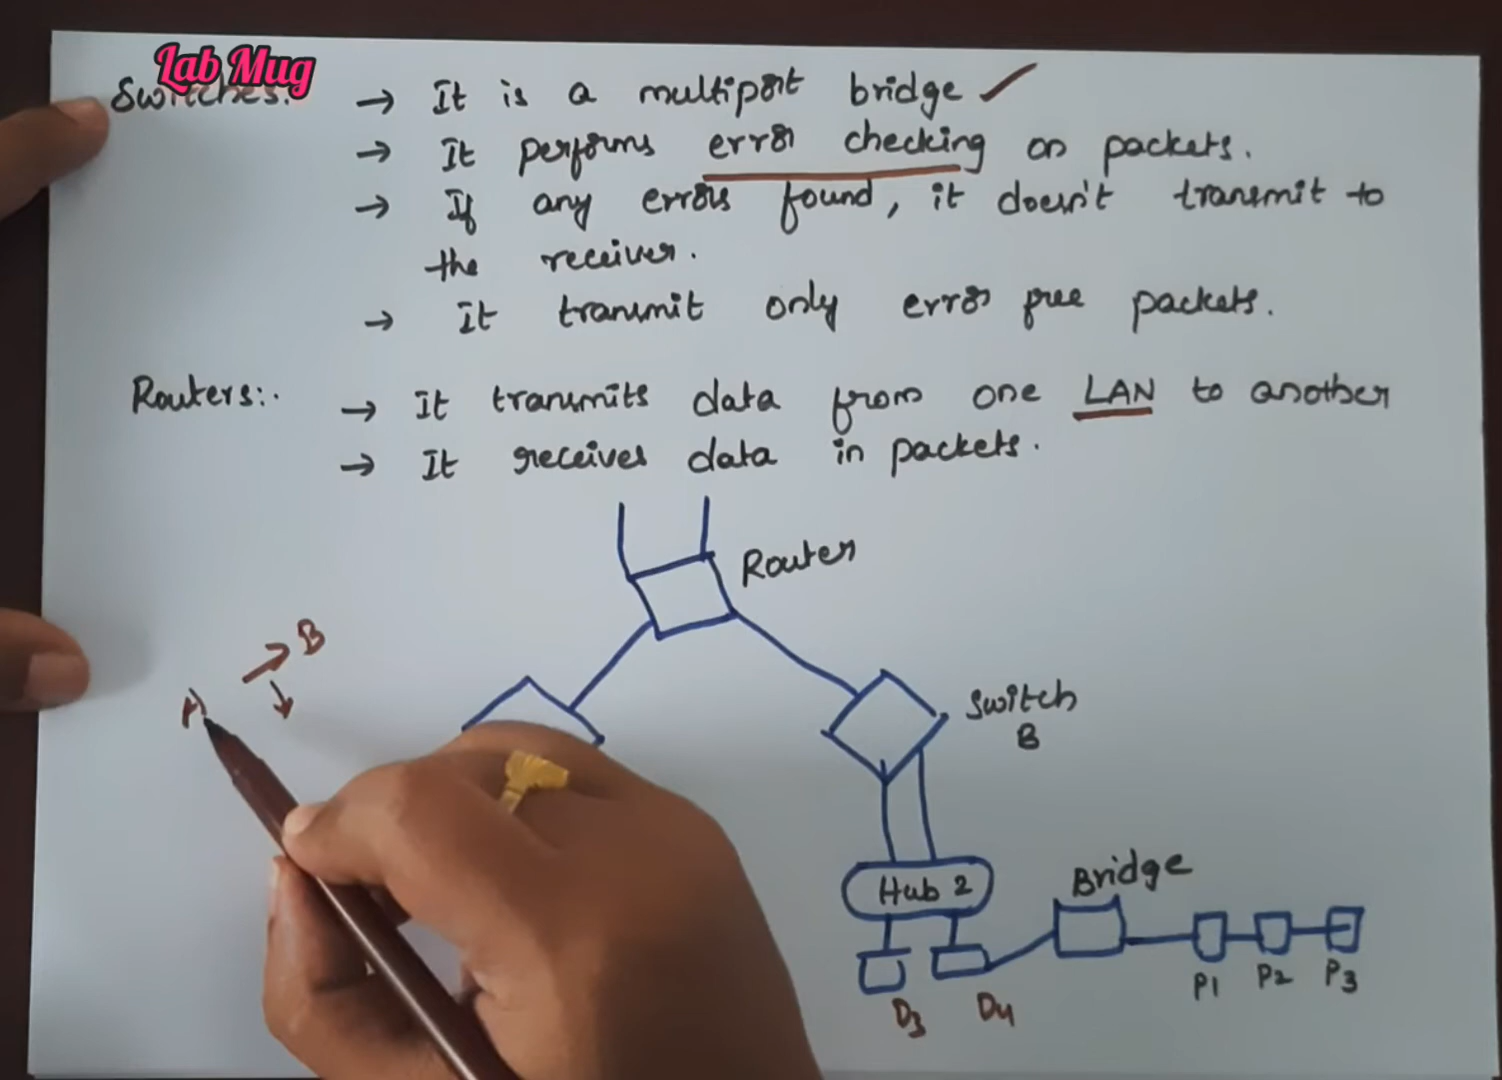 Lab Mug
Switches: → It is a multiport bridge ✓
→ It performs error checking on packets.
→ If any errors found, it doesn't transmit to
the receiver.
→ It transmit only error free packets.
Routers:. → It transmits data from one LAN to another
→ It receives data in packets.
Router
B
A
Switch
B
Hub 2
Bridge
D3
D4
P1
P2
P3